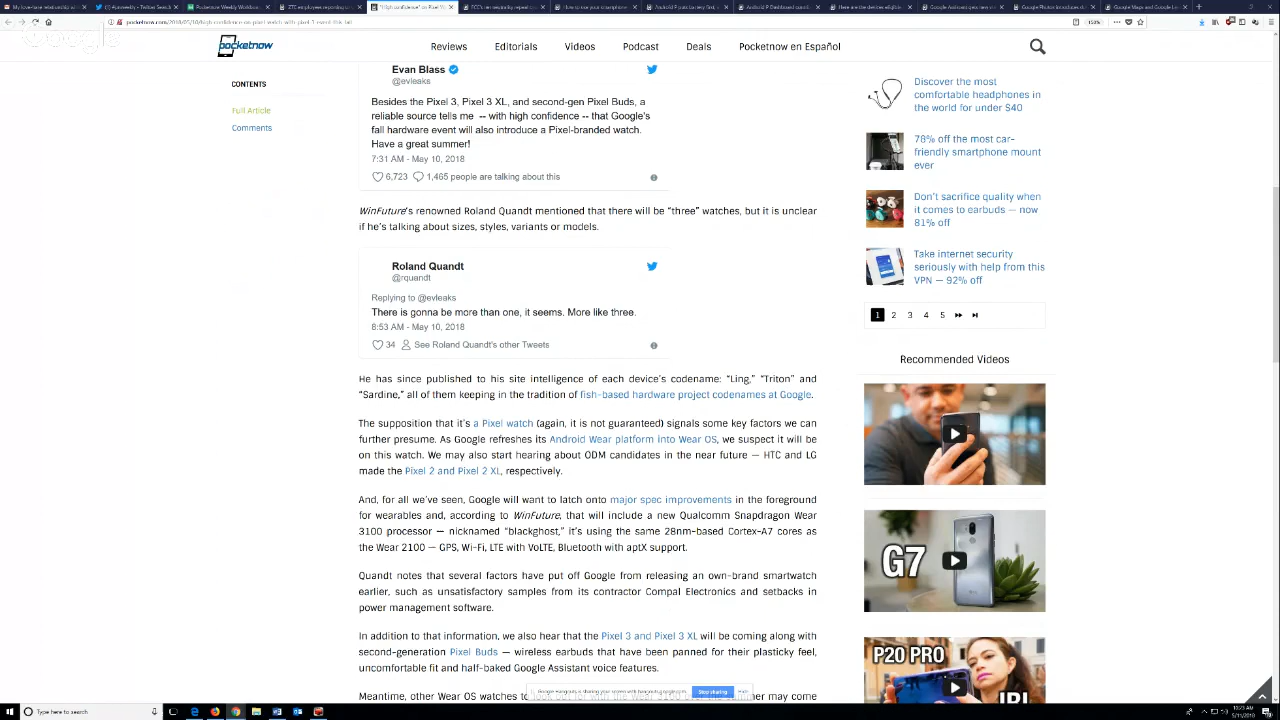 pocketnow
Reviews
Editorials
Videos
Podcast
Deals
Pocketnow en Español
CONTENTS
Full Article
Comments
Evan Blass
@evleaks
Besides the Pixel 3, Pixel 3 XL, and second-gen Pixel Buds, a
reliable source tells me -- with high confidence -- that Google's
fall hardware event will also introduce a Pixel-branded watch.
Have a great summer!
7:31 AM - May 10, 2018
6,723 1,465 people are talking about this
WinFuture's renowned Roland Quandt mentioned that there will be "three" watches, but it is unclear
if he's talking about sizes, styles, variants or models.
Roland Quandt
@rquandt
Replying to @evleaks
There is gonna be more than one, it seems. More like three.
8:53 AM - May 10, 2018
34 See Roland Quandt's other Tweets
He has since published to his site intelligence of each device's codename: "Ling," "Triton" and
"Sardine," all of them keeping in the tradition of fish-based hardware project codenames at Google.
The supposition that it's a Pixel watch (again, it is not guaranteed) signals some key factors we can
further presume. As Google refreshes its Android Wear platform into Wear OS, we suspect it will be
on this watch. We may also start hearing about ODM candidates in the near future — HTC and LG
made the Pixel 2 and Pixel 2 XL, respectively.
And, for all we've seen, Google will want to latch onto major spec improvements in the foreground
for wearables and, according to WinFuture, that will include a new Qualcomm Snapdragon Wear
3100 processor — nicknamed "blackghost," it's using the same 28nm-based Cortex-A7 cores as
the Wear 2100 — GPS, Wi-Fi, LTE with VoLTE, Bluetooth with aptX support.
Quandt notes that several factors have put off Google from releasing an own-brand smartwatch
earlier, such as unsatisfactory samples from its contractor Compal Electronics and setbacks in
power management software.
In addition to that information, we also hear that the Pixel 3 and Pixel 3 XL will be coming along with
second-generation Pixel Buds — wireless earbuds that have been panned for their plasticky feel,
uncomfortable fit and half-baked Google Assistant voice features.
Meantime, other Wear OS watches to
may come
Discover the most
comfortable headphones in
the world for under $40
78% off the most car-
friendly smartphone mount
ever
Don't sacrifice quality when
it comes to earbuds — now
81% off
Take internet security
seriously with help from this
VPN — 92% off
1 2 3 4 5
Recommended Videos
G7
P20 PRO
Stop sharing
Hide
Type here to search
10:23 AM
5/11/2018